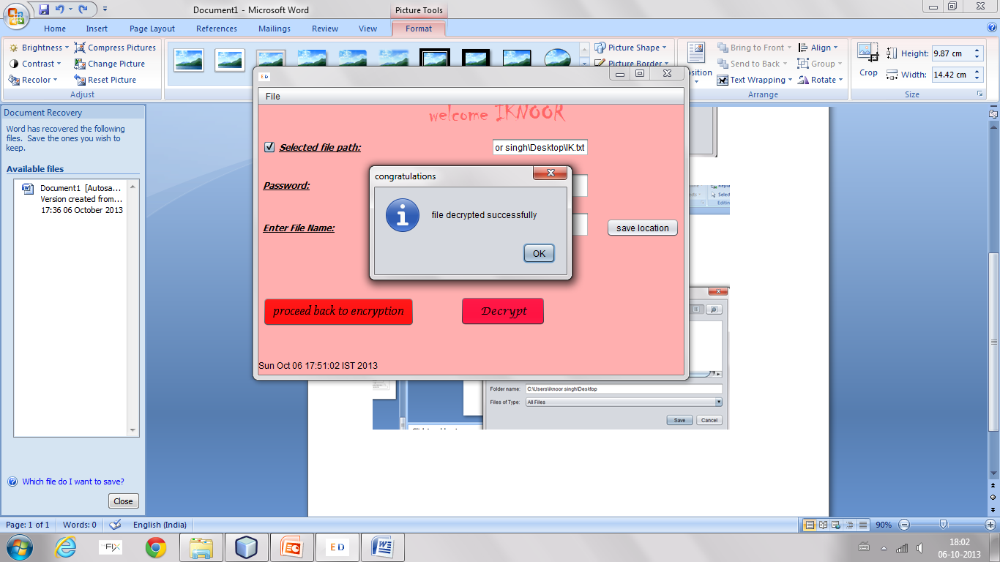 Document1 - Microsoft Word
Picture Tools
Home Insert Page Layout References Mailings Review View Format
Brightness
Contrast
Recolor
Compress Pictures
Change Picture
Reset Picture
Adjust
Picture Shape
Picture Border
Bring to Front
Send to Back
Text Wrapping
Align
Group
Rotate
Arrange
Crop
Height: 9.87 cm
Width: 14.42 cm
Size
Document Recovery
Word has recovered the following
files. Save the ones you wish to
keep.
Available files
Document1 [Autosa...
Version created from...
17:36 06 October 2013
Which file do I want to save?
Close
E D
File
welcome IKNOOR
Selected file path:
or singh\Desktop\IK.txt
Password:
Enter File Name:
save location
congratulations
file decrypted successfully
OK
proceed back to encryption
Decrypt
Sun Oct 06 17:51:02 IST 2013
Folder name: C:\Users\iknoor singh\Desktop
Files of Type: All Files
Save Cancel
Page: 1 of 1 Words: 0 English (India)
90%
FIX
E D
18:02
06-10-2013